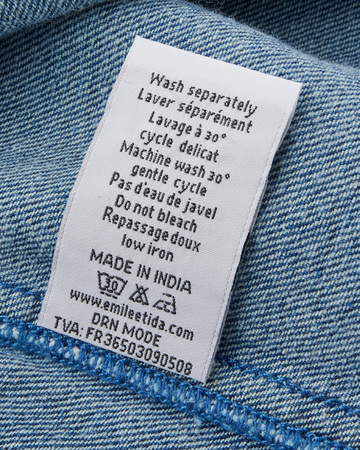 Wash separately
Laver séparément
Lavage à 30°
cycle delicat
Machine wash 30°
gentle cycle
Pas d'eau de javel
Do not bleach
Repassage doux
low iron
MADE IN INDIA
30
www.emileetida.com
DRN MODE
TVA: FR36503090508